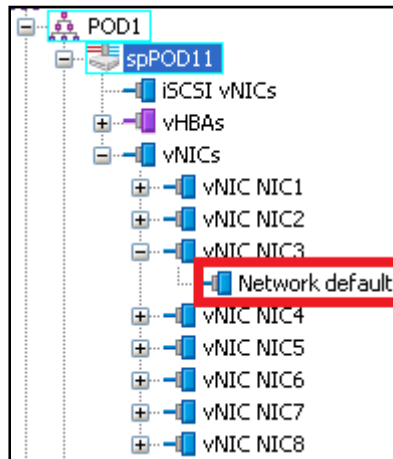 POD1
spPOD11
iSCSI vNICs
vHBAs
vNICs
vNIC NIC1
vNIC NIC2
vNIC NIC3
Network default
vNIC NIC4
vNIC NIC5
vNIC NIC6
vNIC NIC7
vNIC NIC8